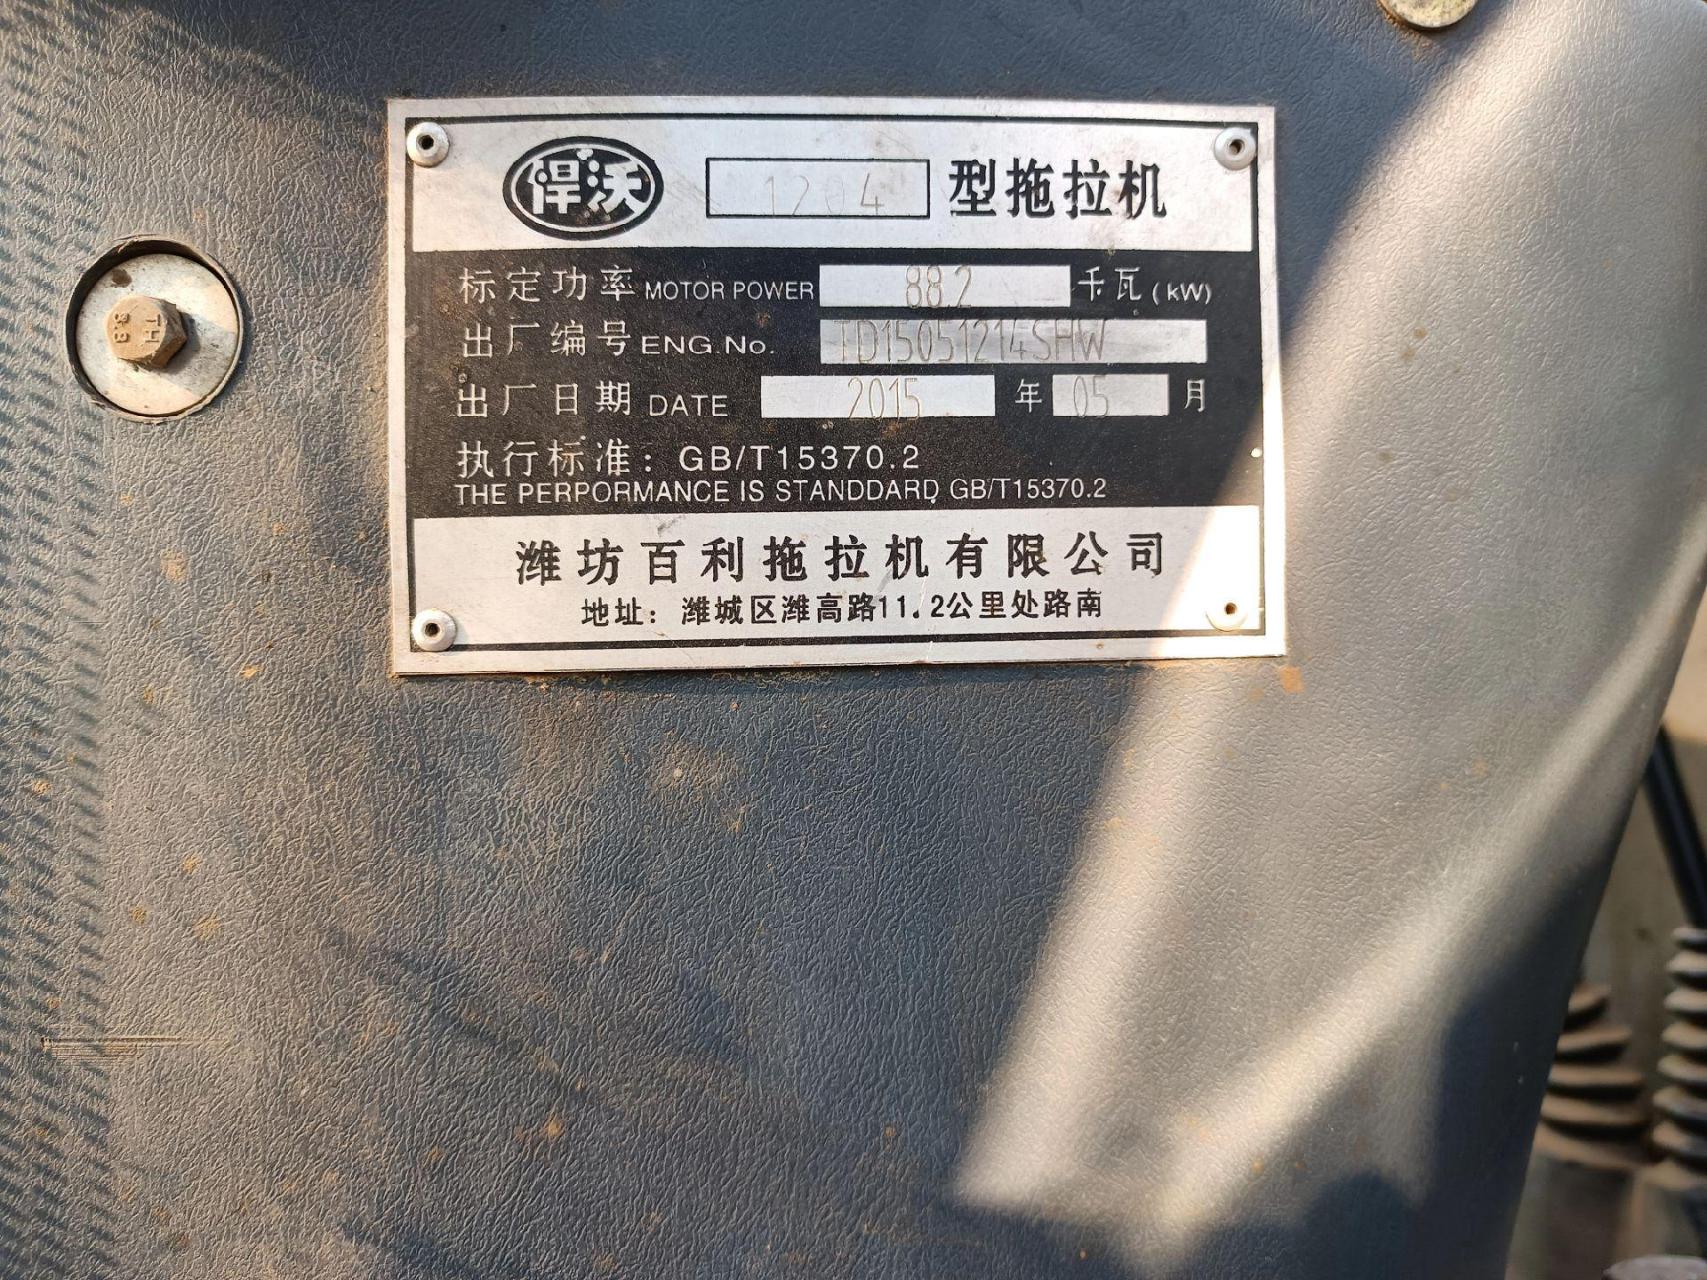 悍沃 1204 型拖拉机
标定功率 MOTOR POWER 88.2 千瓦(kW)
出厂编号 ENG.No. TD15051214SHW
出厂日期 DATE 2015 年 05 月
执行标准: GB/T15370.2
THE PERPORMANCE IS STANDDARD GB/T15370.2
潍坊百利拖拉机有限公司
地址: 潍城区潍高路11.2公里处路南
TH
8.8